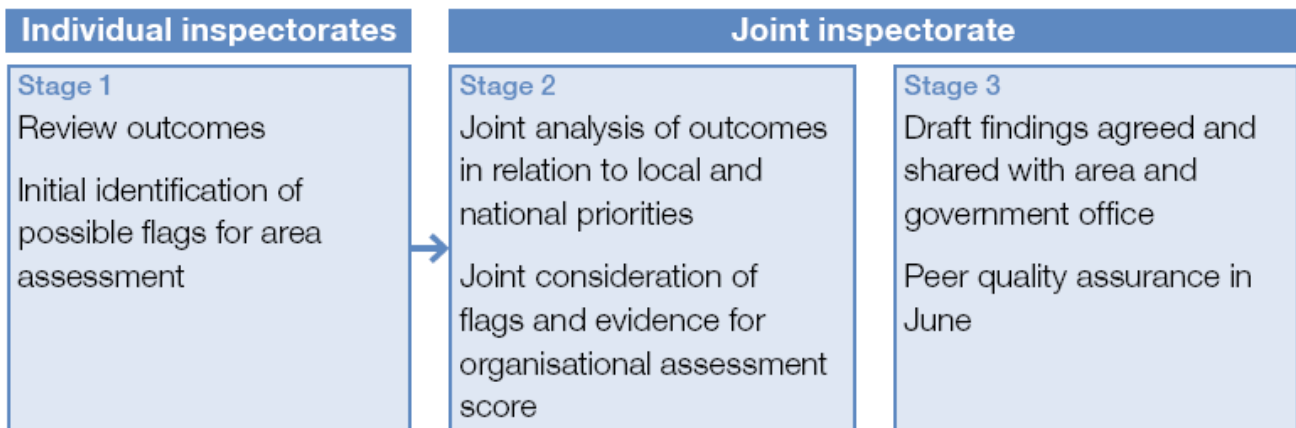 Individual inspectorates
Joint inspectorate
Stage 1
Review outcomes
Initial identification of
possible flags for area
assessment
Stage 2
Joint analysis of outcomes
in relation to local and
national priorities
Joint consideration of
flags and evidence for
organisational assessment
score
Stage 3
Draft findings agreed and
shared with area and
government office
Peer quality assurance in
June